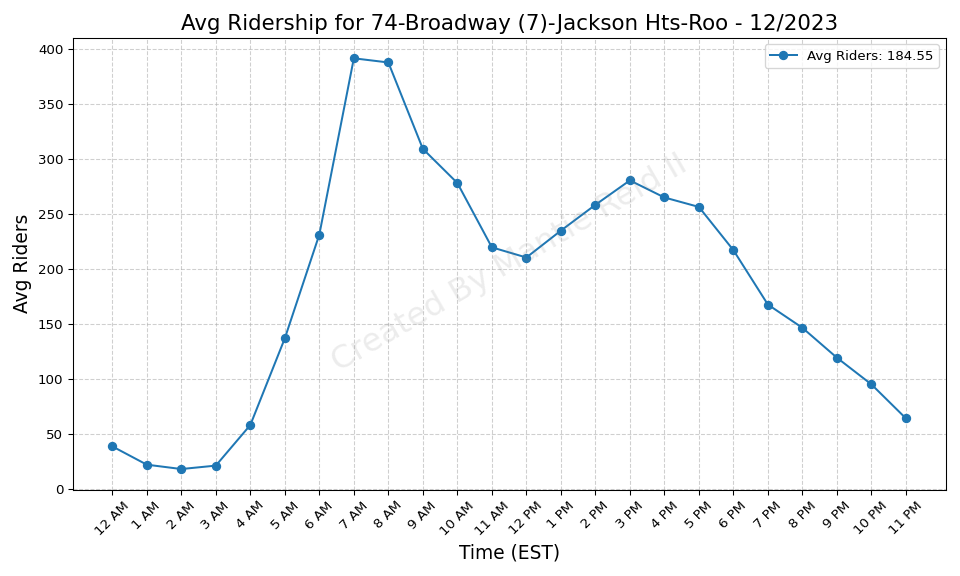 Avg Ridership for 74-Broadway (7)-Jackson Hts-Roo - 12/2023
Avg Riders: 184.55
400
350
300
250
200
150
100
50
0
Avg Riders
Created By Mantie Reid II
12 AM
1 AM
2 AM
3 AM
4 AM
5 AM
6 AM
7 AM
8 AM
9 AM
10 AM
11 AM
12 PM
1 PM
2 PM
3 PM
4 PM
5 PM
6 PM
7 PM
8 PM
9 PM
10 PM
11 PM
Time (EST)